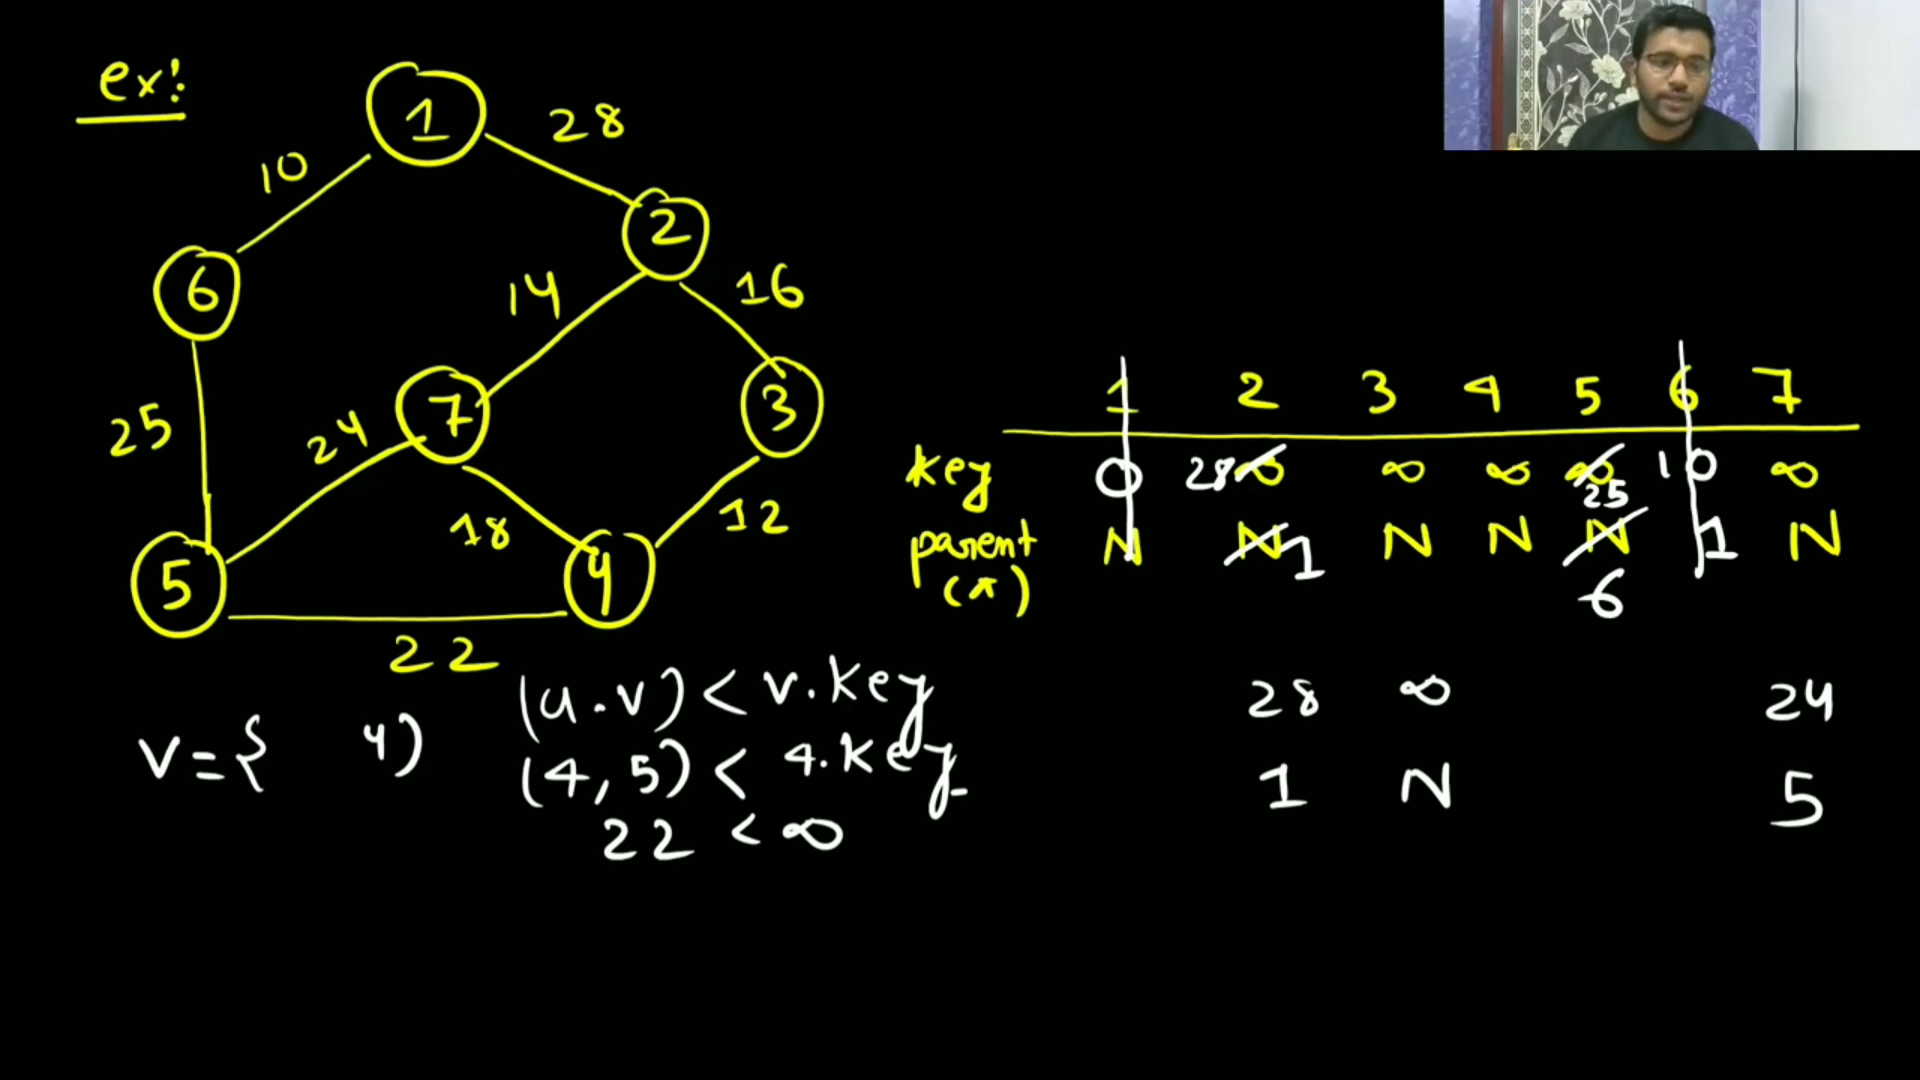 ex:
1
28
10
2
6
14
16
7
3
25
24
18
12
5
4
22
1 2 3 4 5 6 7
key 0 28 ∞ ∞ ∞ ∞ 25 10 ∞
parent N N 1 N N N 6 1 N
(π)
(u.v) < v.key
v={ 4)
(4,5) < 4.key
22 < ∞
28 ∞ 24
1 N 5